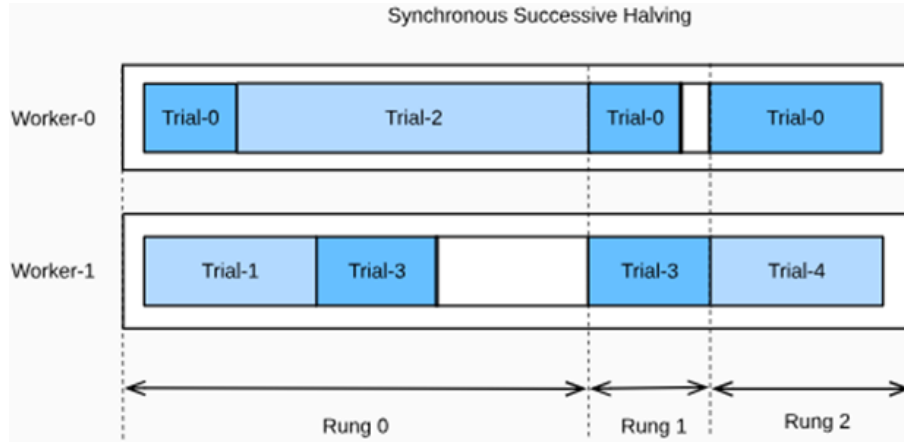 Synchronous Successive Halving
Worker-0
Trial-0
Trial-2
Trial-0
Trial-0
Worker-1
Trial-1
Trial-3
Trial-3
Trial-4
Rung 0
Rung 1
Rung 2